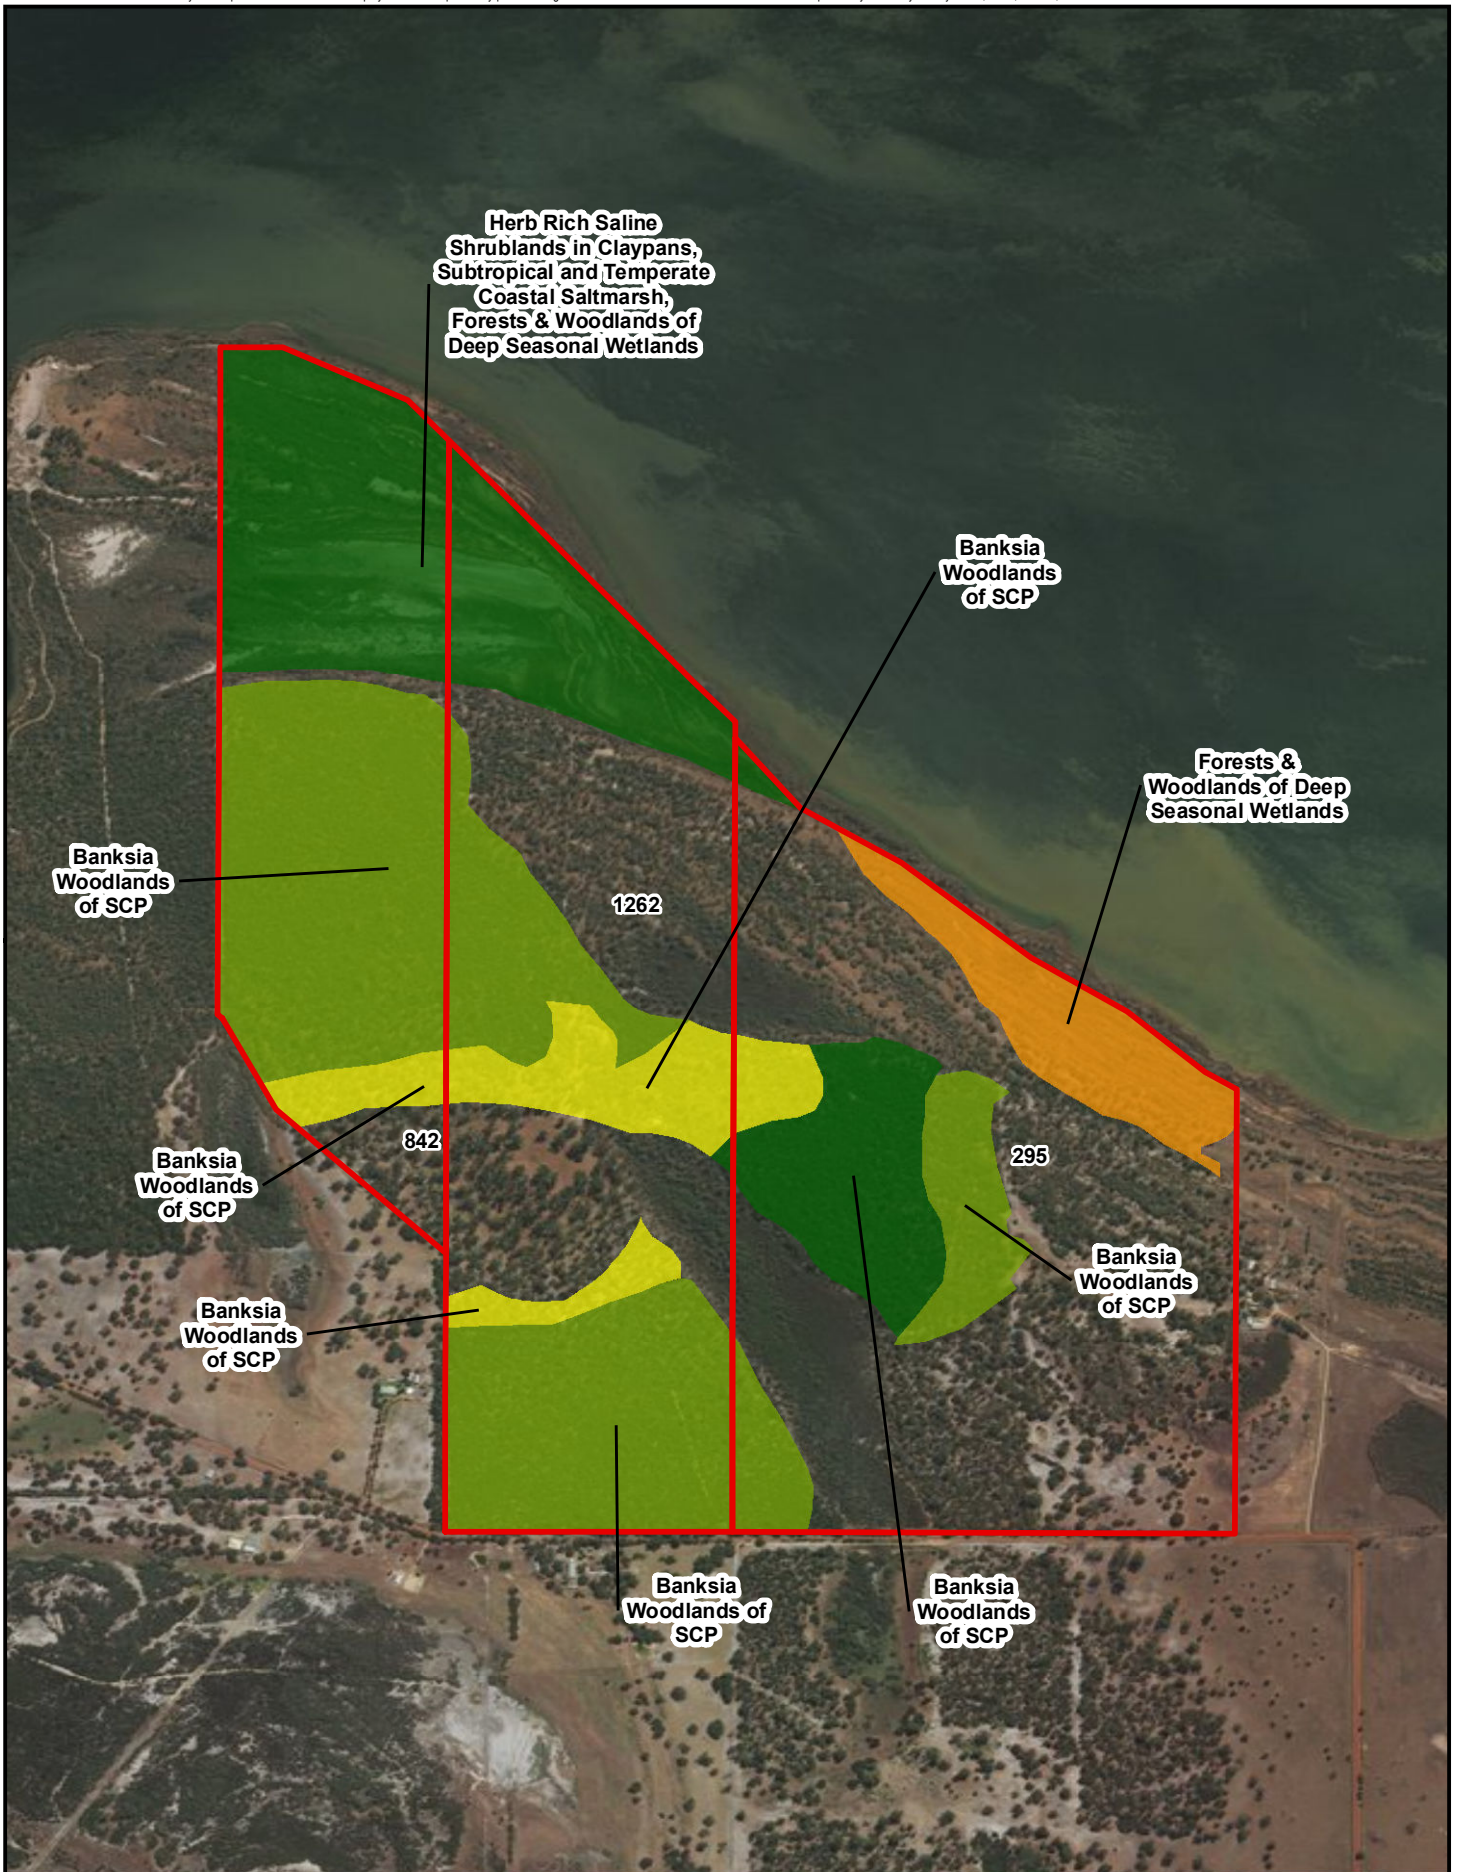 Herb Rich Saline
Shrublands in Claypans,
Subtropical and Temperate
Coastal Saltmarsh,
Forests & Woodlands of
Deep Seasonal Wetlands
Banksia
Woodlands
of SCP
Forests &
Woodlands of Deep
Seasonal Wetlands
Banksia
Woodlands
of SCP
1262
842
295
Banksia
Woodlands
of SCP
Banksia
Woodlands
of SCP
Banksia
Woodlands
of SCP
Banksia
Woodlands of
SCP
Banksia
Woodlands
of SCP